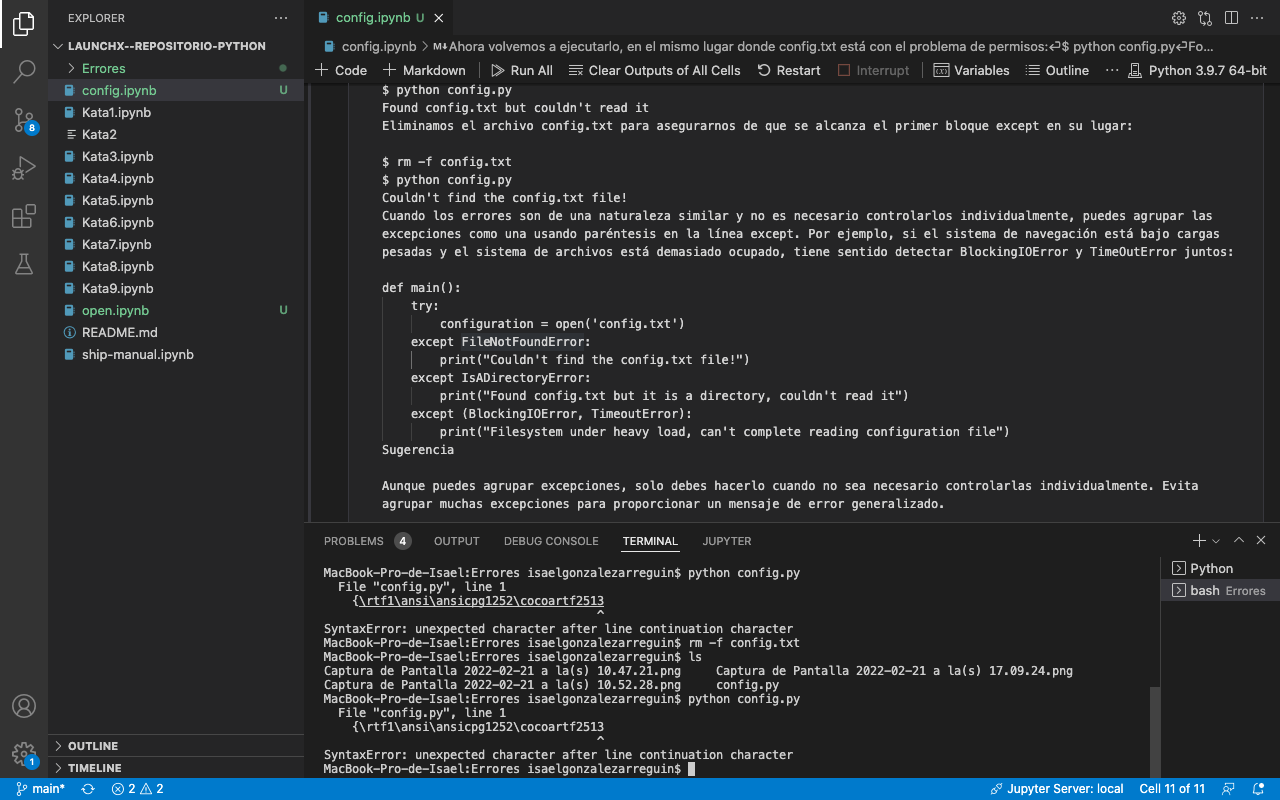 EXPLORER
LAUNCHX--REPOSITORIO-PYTHON
Errores
config.ipynb U
Kata1.ipynb
Kata2
Kata3.ipynb
Kata4.ipynb
Kata5.ipynb
Kata6.ipynb
Kata7.ipynb
Kata8.ipynb
Kata9.ipynb
open.ipynb U
README.md
ship-manual.ipynb
OUTLINE
TIMELINE
8
1
config.ipynb U
config.ipynb > M↓Ahora volvemos a ejecutarlo, en el mismo lugar donde config.txt está con el problema de permisos:↵$ python config.py↵Fo...
+ Code + Markdown Run All Clear Outputs of All Cells Restart Interrupt Variables Outline ... Python 3.9.7 64-bit
$ python config.py
Found config.txt but couldn't read it
Eliminamos el archivo config.txt para asegurarnos de que se alcanza el primer bloque except en su lugar:
$ rm -f config.txt
$ python config.py
Couldn't find the config.txt file!
Cuando los errores son de una naturaleza similar y no es necesario controlarlos individualmente, puedes agrupar las
excepciones como una usando paréntesis en la línea except. Por ejemplo, si el sistema de navegación está bajo cargas
pesadas y el sistema de archivos está demasiado ocupado, tiene sentido detectar BlockingIOError y TimeOutError juntos:
def main():
    try:
        configuration = open('config.txt')
    except FileNotFoundError:
        print("Couldn't find the config.txt file!")
    except IsADirectoryError:
        print("Found config.txt but it is a directory, couldn't read it")
    except (BlockingIOError, TimeoutError):
        print("Filesystem under heavy load, can't complete reading configuration file")
Sugerencia
Aunque puedes agrupar excepciones, solo debes hacerlo cuando no sea necesario controlarlas individualmente. Evita
agrupar muchas excepciones para proporcionar un mensaje de error generalizado.
PROBLEMS 4 OUTPUT DEBUG CONSOLE TERMINAL JUPYTER
MacBook-Pro-de-Isael:Errores isaelgonzalezarreguin$ python config.py
  File "config.py", line 1
    {\rtf1\ansi\ansicpg1252\cocoartf2513
                                        ^
SyntaxError: unexpected character after line continuation character
MacBook-Pro-de-Isael:Errores isaelgonzalezarreguin$ rm -f config.txt
MacBook-Pro-de-Isael:Errores isaelgonzalezarreguin$ ls
Captura de Pantalla 2022-02-21 a la(s) 10.47.21.png     Captura de Pantalla 2022-02-21 a la(s) 17.09.24.png
Captura de Pantalla 2022-02-21 a la(s) 10.52.28.png     config.py
MacBook-Pro-de-Isael:Errores isaelgonzalezarreguin$ python config.py
  File "config.py", line 1
    {\rtf1\ansi\ansicpg1252\cocoartf2513
                                        ^
SyntaxError: unexpected character after line continuation character
MacBook-Pro-de-Isael:Errores isaelgonzalezarreguin$
Python
bash Errores
main* 2 2 Jupyter Server: local Cell 11 of 11